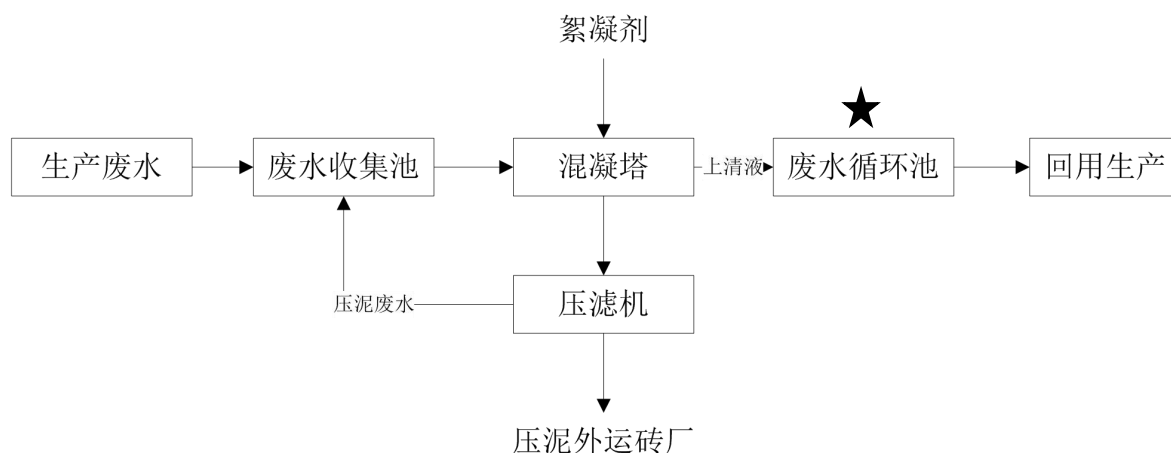 絮凝剂
生产废水
废水收集池
混凝塔
上清液
废水循环池
回用生产
压泥废水
压滤机
压泥外运砖厂